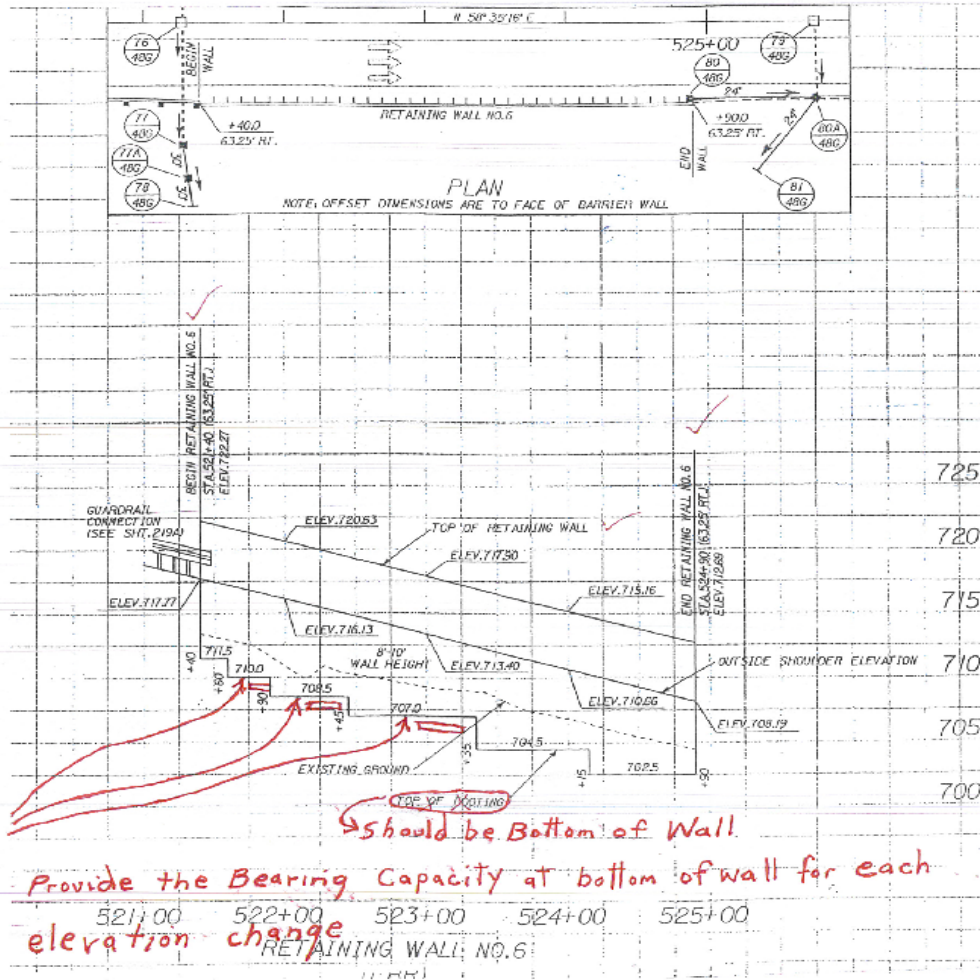 N 58° 35'16" E
76
48G
BEGIN
WALL
525+00
79
48G
80
48G
24"
RETAINING WALL NO.6
77
48G
+40.0
63.25' RT.
+90.0
63.25' RT.
24"
80A
48G
77A
48G
30
END
WALL
78
48G
30
81
48G
PLAN
NOTE: OFFSET DIMENSIONS ARE TO FACE OF BARRIER WALL
BEGIN RETAINING WALL NO. 6
STA.521+40 (63.25' RT.)
ELEV.722.27
END RETAINING WALL NO. 6
STA.524+90 (63.25' RT.)
ELEV.712.69
725
GUARDRAIL
CONNECTION
(SEE SHT.219A)
ELEV.720.63
TOP OF RETAINING WALL
720
ELEV.717.90
ELEV.715.16
715
ELEV.717.77
ELEV.716.13
8'-10'
WALL HEIGHT
ELEV.713.40
OUTSIDE SHOULDER ELEVATION
710
+40
711.5
+60
710.0
+90
708.5
+45
707.0
ELEV.710.66
ELEV.708.19
705
+35
704.5
+15
702.5
+90
EXISTING GROUND
TOP OF FOOTING
700
Should be Bottom of Wall
Provide the Bearing Capacity at bottom of wall for each
521+00 522+00 523+00 524+00 525+00
elevation change
RETAINING WALL NO.6